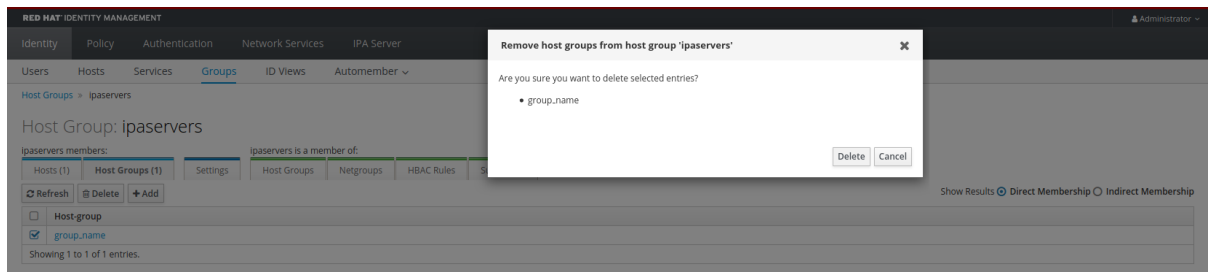 RED HAT IDENTITY MANAGEMENT Administrator
Identity Policy Authentication Network Services IPA Server
Remove host groups from host group 'ipaservers'
Users Hosts Services Groups ID Views Automember
Are you sure you want to delete selected entries?
Host Groups » ipaservers
group_name
Host Group: ipaservers
ipaservers members: ipaservers is a member of:
Delete Cancel
Hosts (1) Host Groups (1) Settings Host Groups Netgroups HBAC Rules
Refresh Delete Add Show Results Direct Membership Indirect Membership
Host-group
group_name
Showing 1 to 1 of 1 entries.